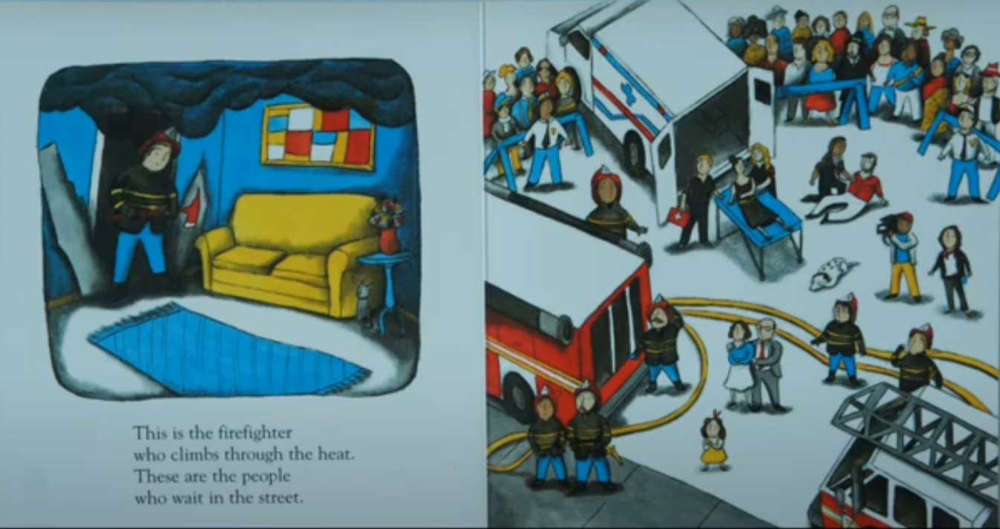 This is the firefighter
who climbs through the heat.
These are the people
who wait in the street.